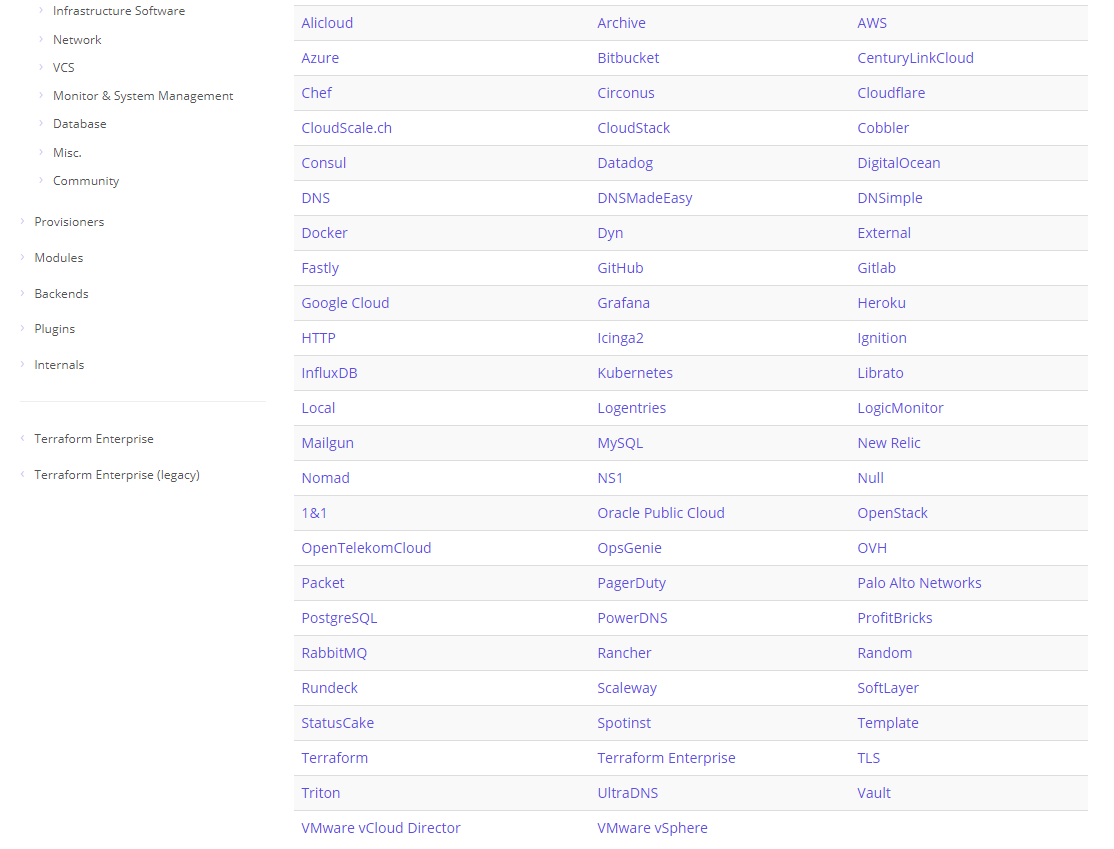 Infrastructure Software
Network
VCS
Monitor & System Management
Database
Misc.
Community
Provisioners
Modules
Backends
Plugins
Internals
Terraform Enterprise
Terraform Enterprise (legacy)
Alicloud Archive AWS
Azure Bitbucket CenturyLinkCloud
Chef Circonus Cloudflare
CloudScale.ch CloudStack Cobbler
Consul Datadog DigitalOcean
DNS DNSMadeEasy DNSimple
Docker Dyn External
Fastly GitHub Gitlab
Google Cloud Grafana Heroku
HTTP Icinga2 Ignition
InfluxDB Kubernetes Librato
Local Logentries LogicMonitor
Mailgun MySQL New Relic
Nomad NS1 Null
1&1 Oracle Public Cloud OpenStack
OpenTelekomCloud OpsGenie OVH
Packet PagerDuty Palo Alto Networks
PostgreSQL PowerDNS ProfitBricks
RabbitMQ Rancher Random
Rundeck Scaleway SoftLayer
StatusCake Spotinst Template
Terraform Terraform Enterprise TLS
Triton UltraDNS Vault
VMware vCloud Director VMware vSphere